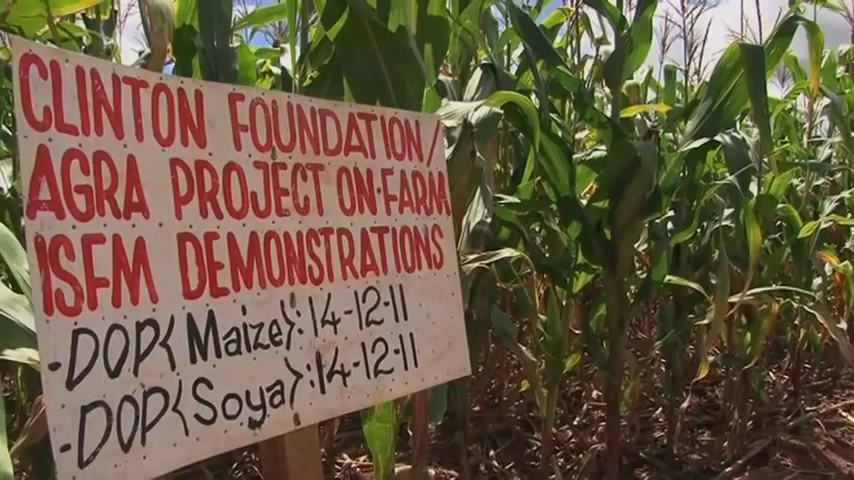 CLINTON FOUNDATION/
AGRA PROJECT ON-FARM
ISFM DEMONSTRATIONS
-DOP<Maize>:14-12-11
-DOP<Soya>:14-12-11